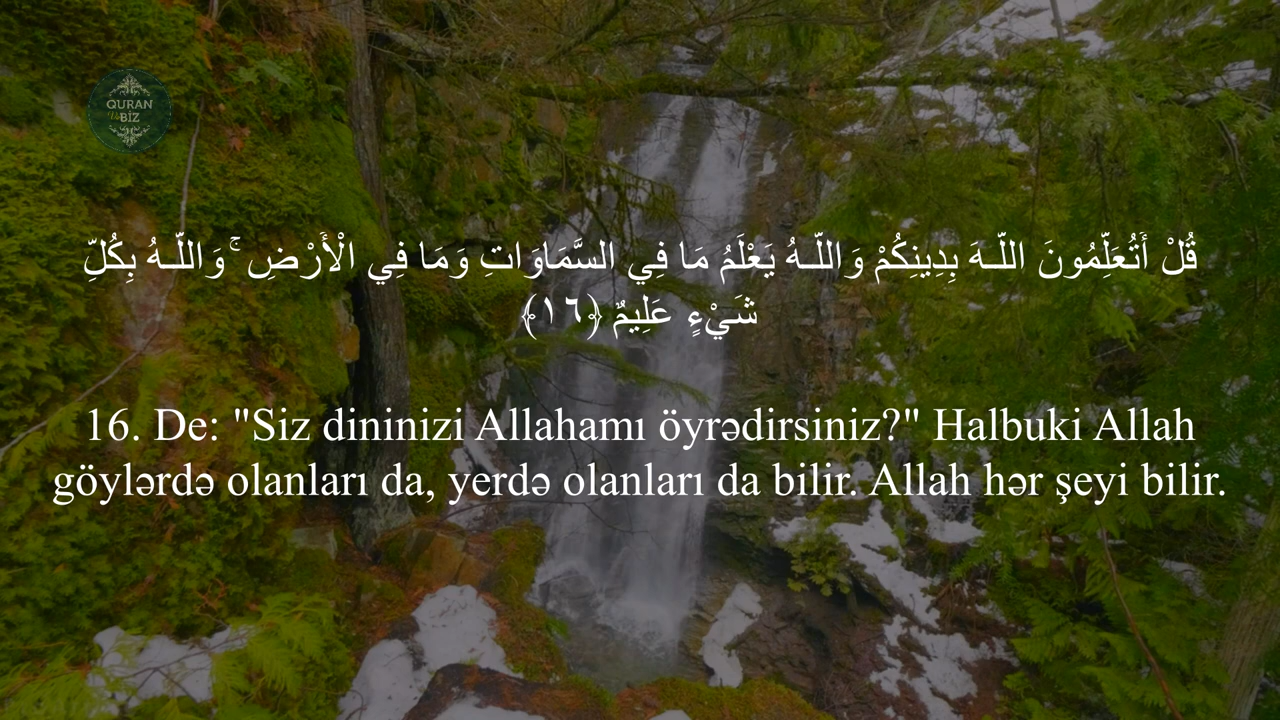 QURAN
Və
BİZ
قُلْ أَتُعَلِّمُونَ اللَّـهَ بِدِينِكُمْ وَاللَّـهُ يَعْلَمُ مَا فِي السَّمَاوَاتِ وَمَا فِي الْأَرْضِ ۚ وَاللَّـهُ بِكُلِّ
شَيْءٍ عَلِيمٌ ﴿١٦﴾
16. De: "Siz dininizi Allahamı öyrədirsiniz?" Halbuki Allah
göylərdə olanları da, yerdə olanları da bilir. Allah hər şeyi bilir.